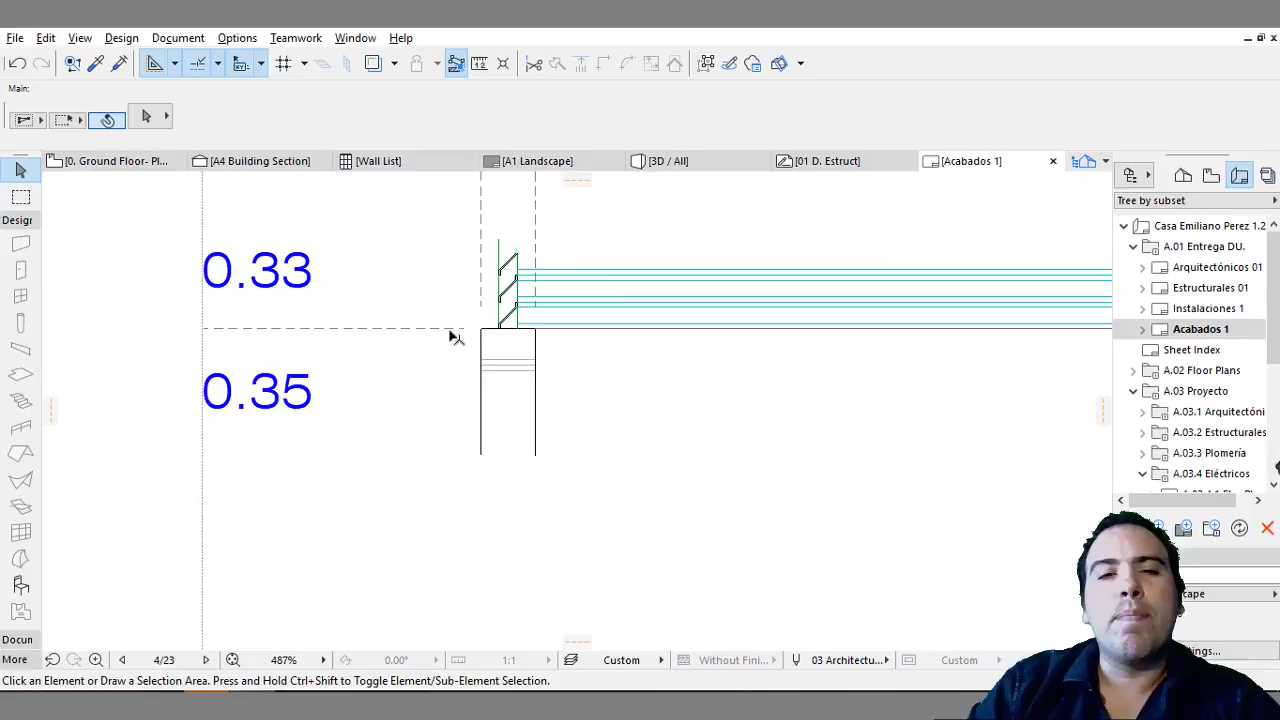 File Edit View Design Document Options Teamwork Window Help
Main:
[0. Ground Floor- Pl... [A4 Building Section] [Wall List] [A1 Landscape] [3D / All] [01 D. Estruct] [Acabados 1]
Tree by subset
Design
Casa Emiliano Perez 1.2
A.01 Entrega DU.
Arquitectónicos 01
Estructurales 01
Instalaciones 1
Acabados 1
Sheet Index
A.02 Floor Plans
A.03 Proyecto
A.03.1 Arquitectóni
A.03.2 Estructurales
A.03.3 Plomería
A.03.4 Eléctricos
0.33
0.35
Docun
More
4/23 487% 0.00° 1:1 Custom Without Fini... 03 Architectu... Custom
Click an Element or Draw a Selection Area. Press and Hold Ctrl+Shift to Toggle Element/Sub-Element Selection.